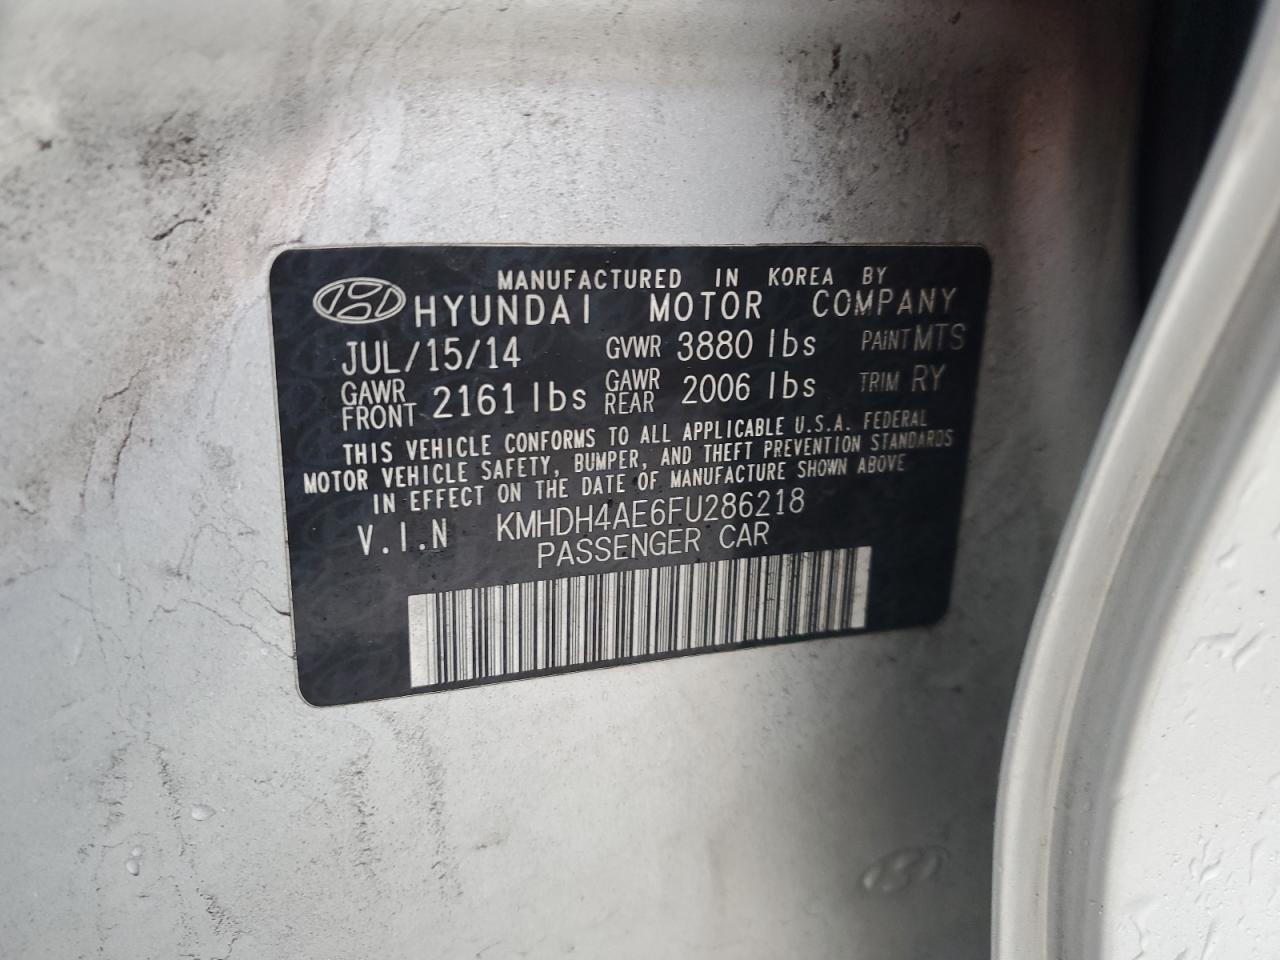 MANUFACTURED IN KOREA BY
HYUNDAI MOTOR COMPANY
JUL/15/14 GVWR 3880 lbs PAINT MTS
GAWR FRONT 2161 lbs GAWR REAR 2006 lbs TRIM RY
THIS VEHICLE CONFORMS TO ALL APPLICABLE U.S.A. FEDERAL
MOTOR VEHICLE SAFETY, BUMPER, AND THEFT PREVENTION STANDARDS
IN EFFECT ON THE DATE OF MANUFACTURE SHOWN ABOVE
V.I.N KMHDH4AE6FU286218
PASSENGER CAR